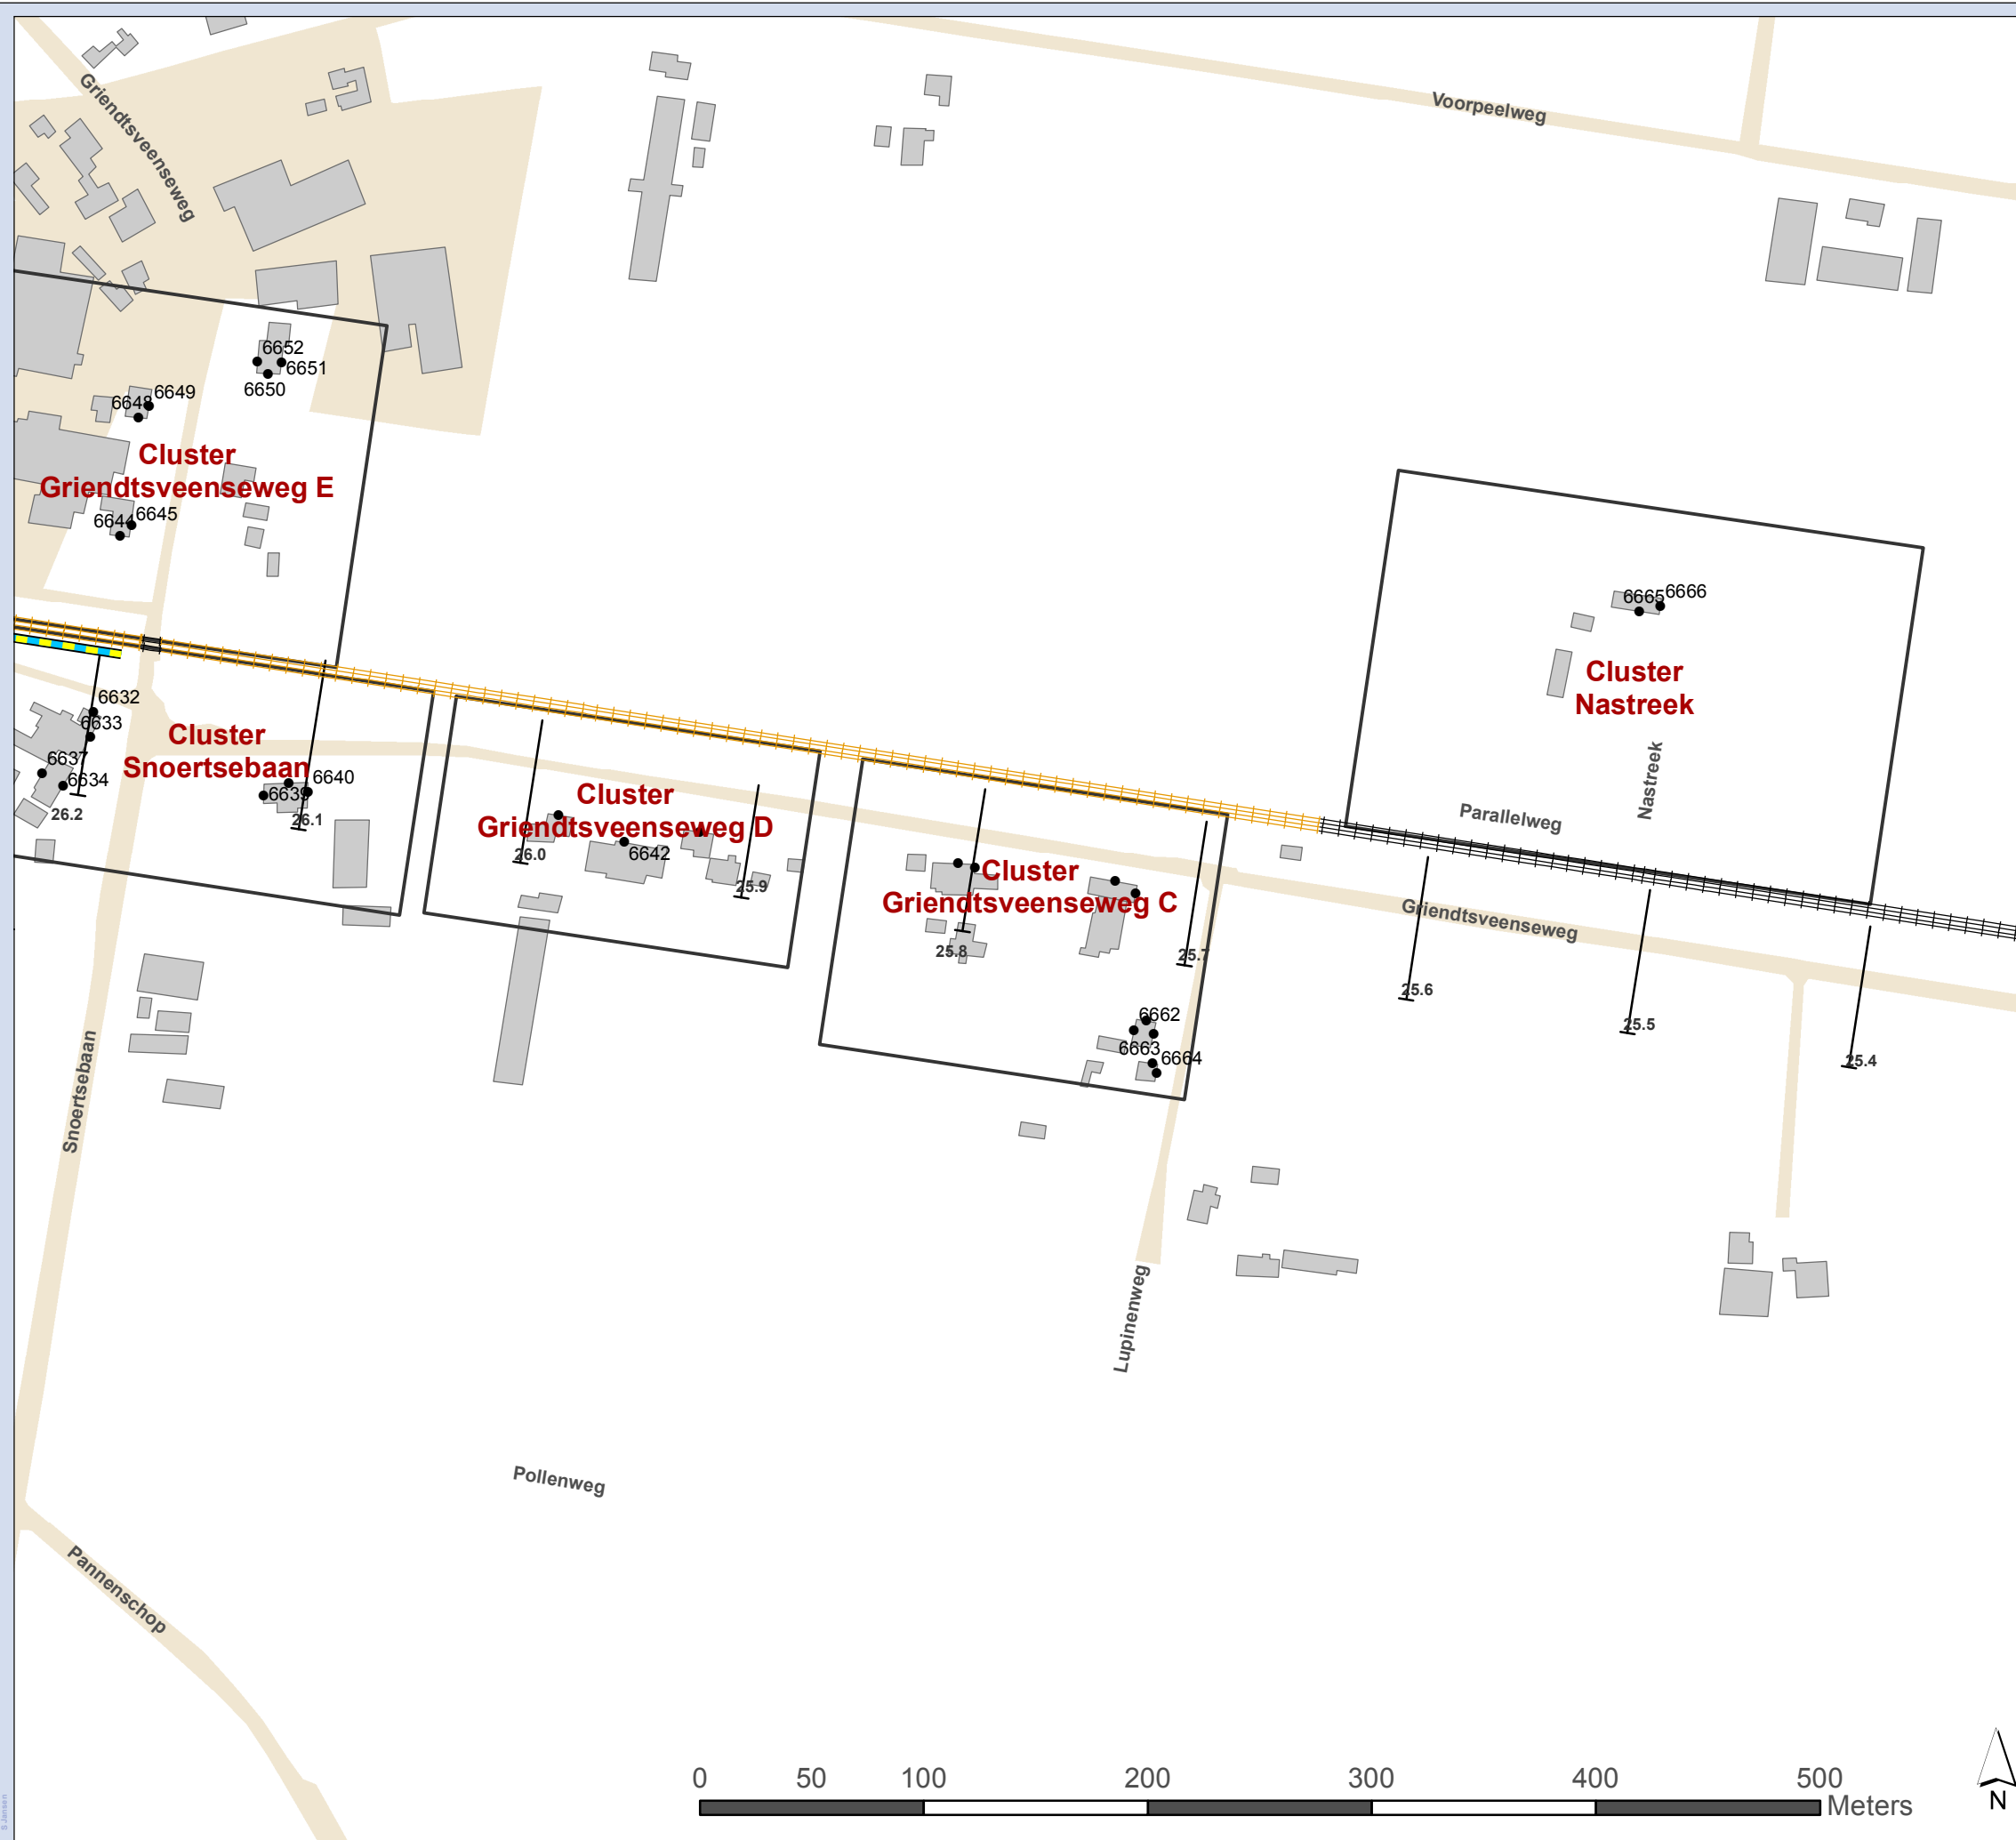 Griendtsveenseweg
Voorpeelweg
6652
6651
6650
6649
6648
Cluster
Griendtsveenseweg E
6645
6644
6665
6666
Cluster
Nastreek
Nastreek
Parallelweg
6632
6633
6637
6634
26.2
Cluster
Snoertsebaan
6639
6640
26.1
Cluster
Griendtsveenseweg D
6642
26.0
25.9
Cluster
Griendtsveenseweg C
25.8
25.7
Griendtsveenseweg
25.6
25.5
25.4
6662
6663
6664
Snoertsebaan
Lupinenweg
Pollenweg
Pannenschop
0 50 100 200 300 400 500
Meters
N
S Jansen